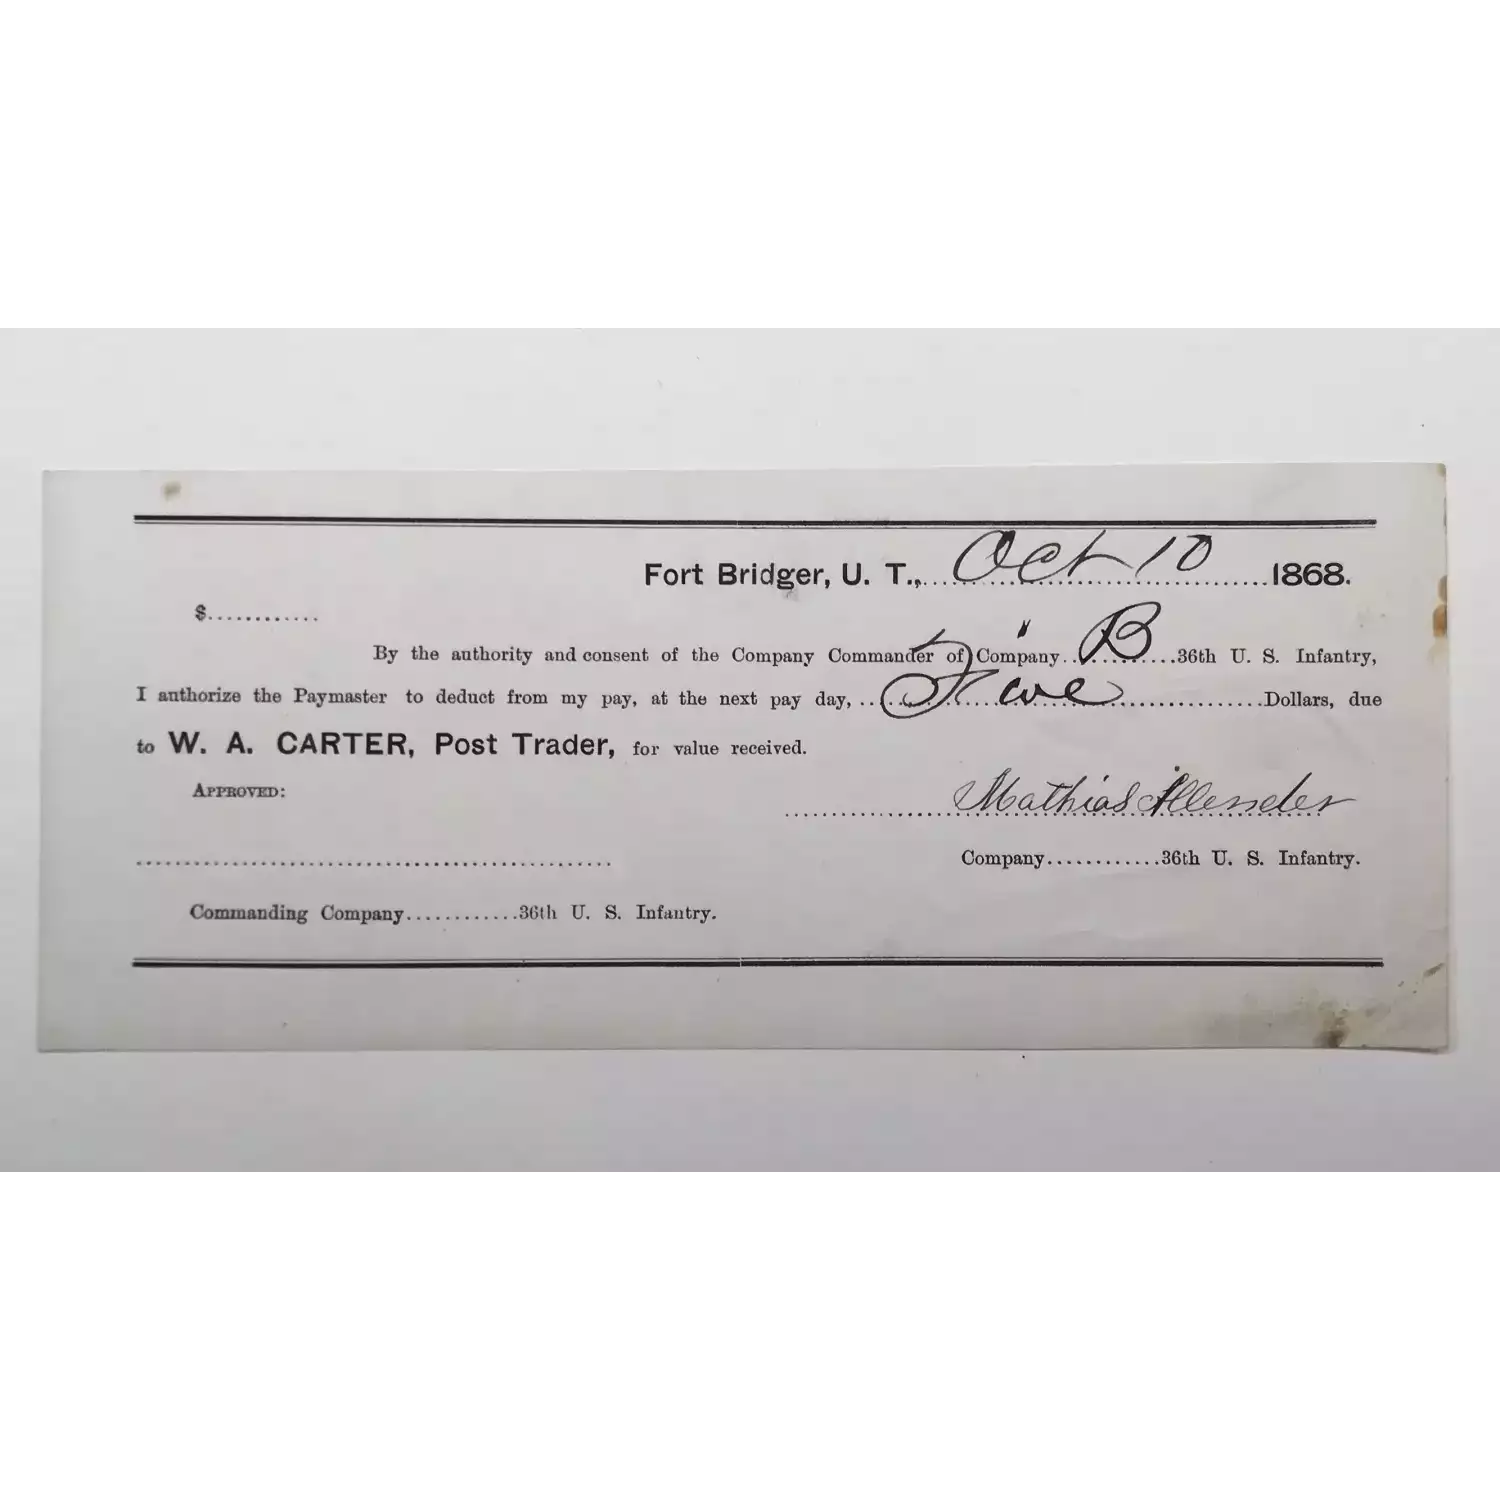 Fort Bridger, U. T., Oct 10 1868.
$............
By the authority and consent of the Company Commander of Company B 36th U. S. Infantry,
I authorize the Paymaster to deduct from my pay, at the next pay day, Five Dollars, due
to W. A. CARTER, Post Trader, for value received.
APPROVED:
Mathias Allender
Company............36th U. S. Infantry.
Commanding Company............36th U. S. Infantry.